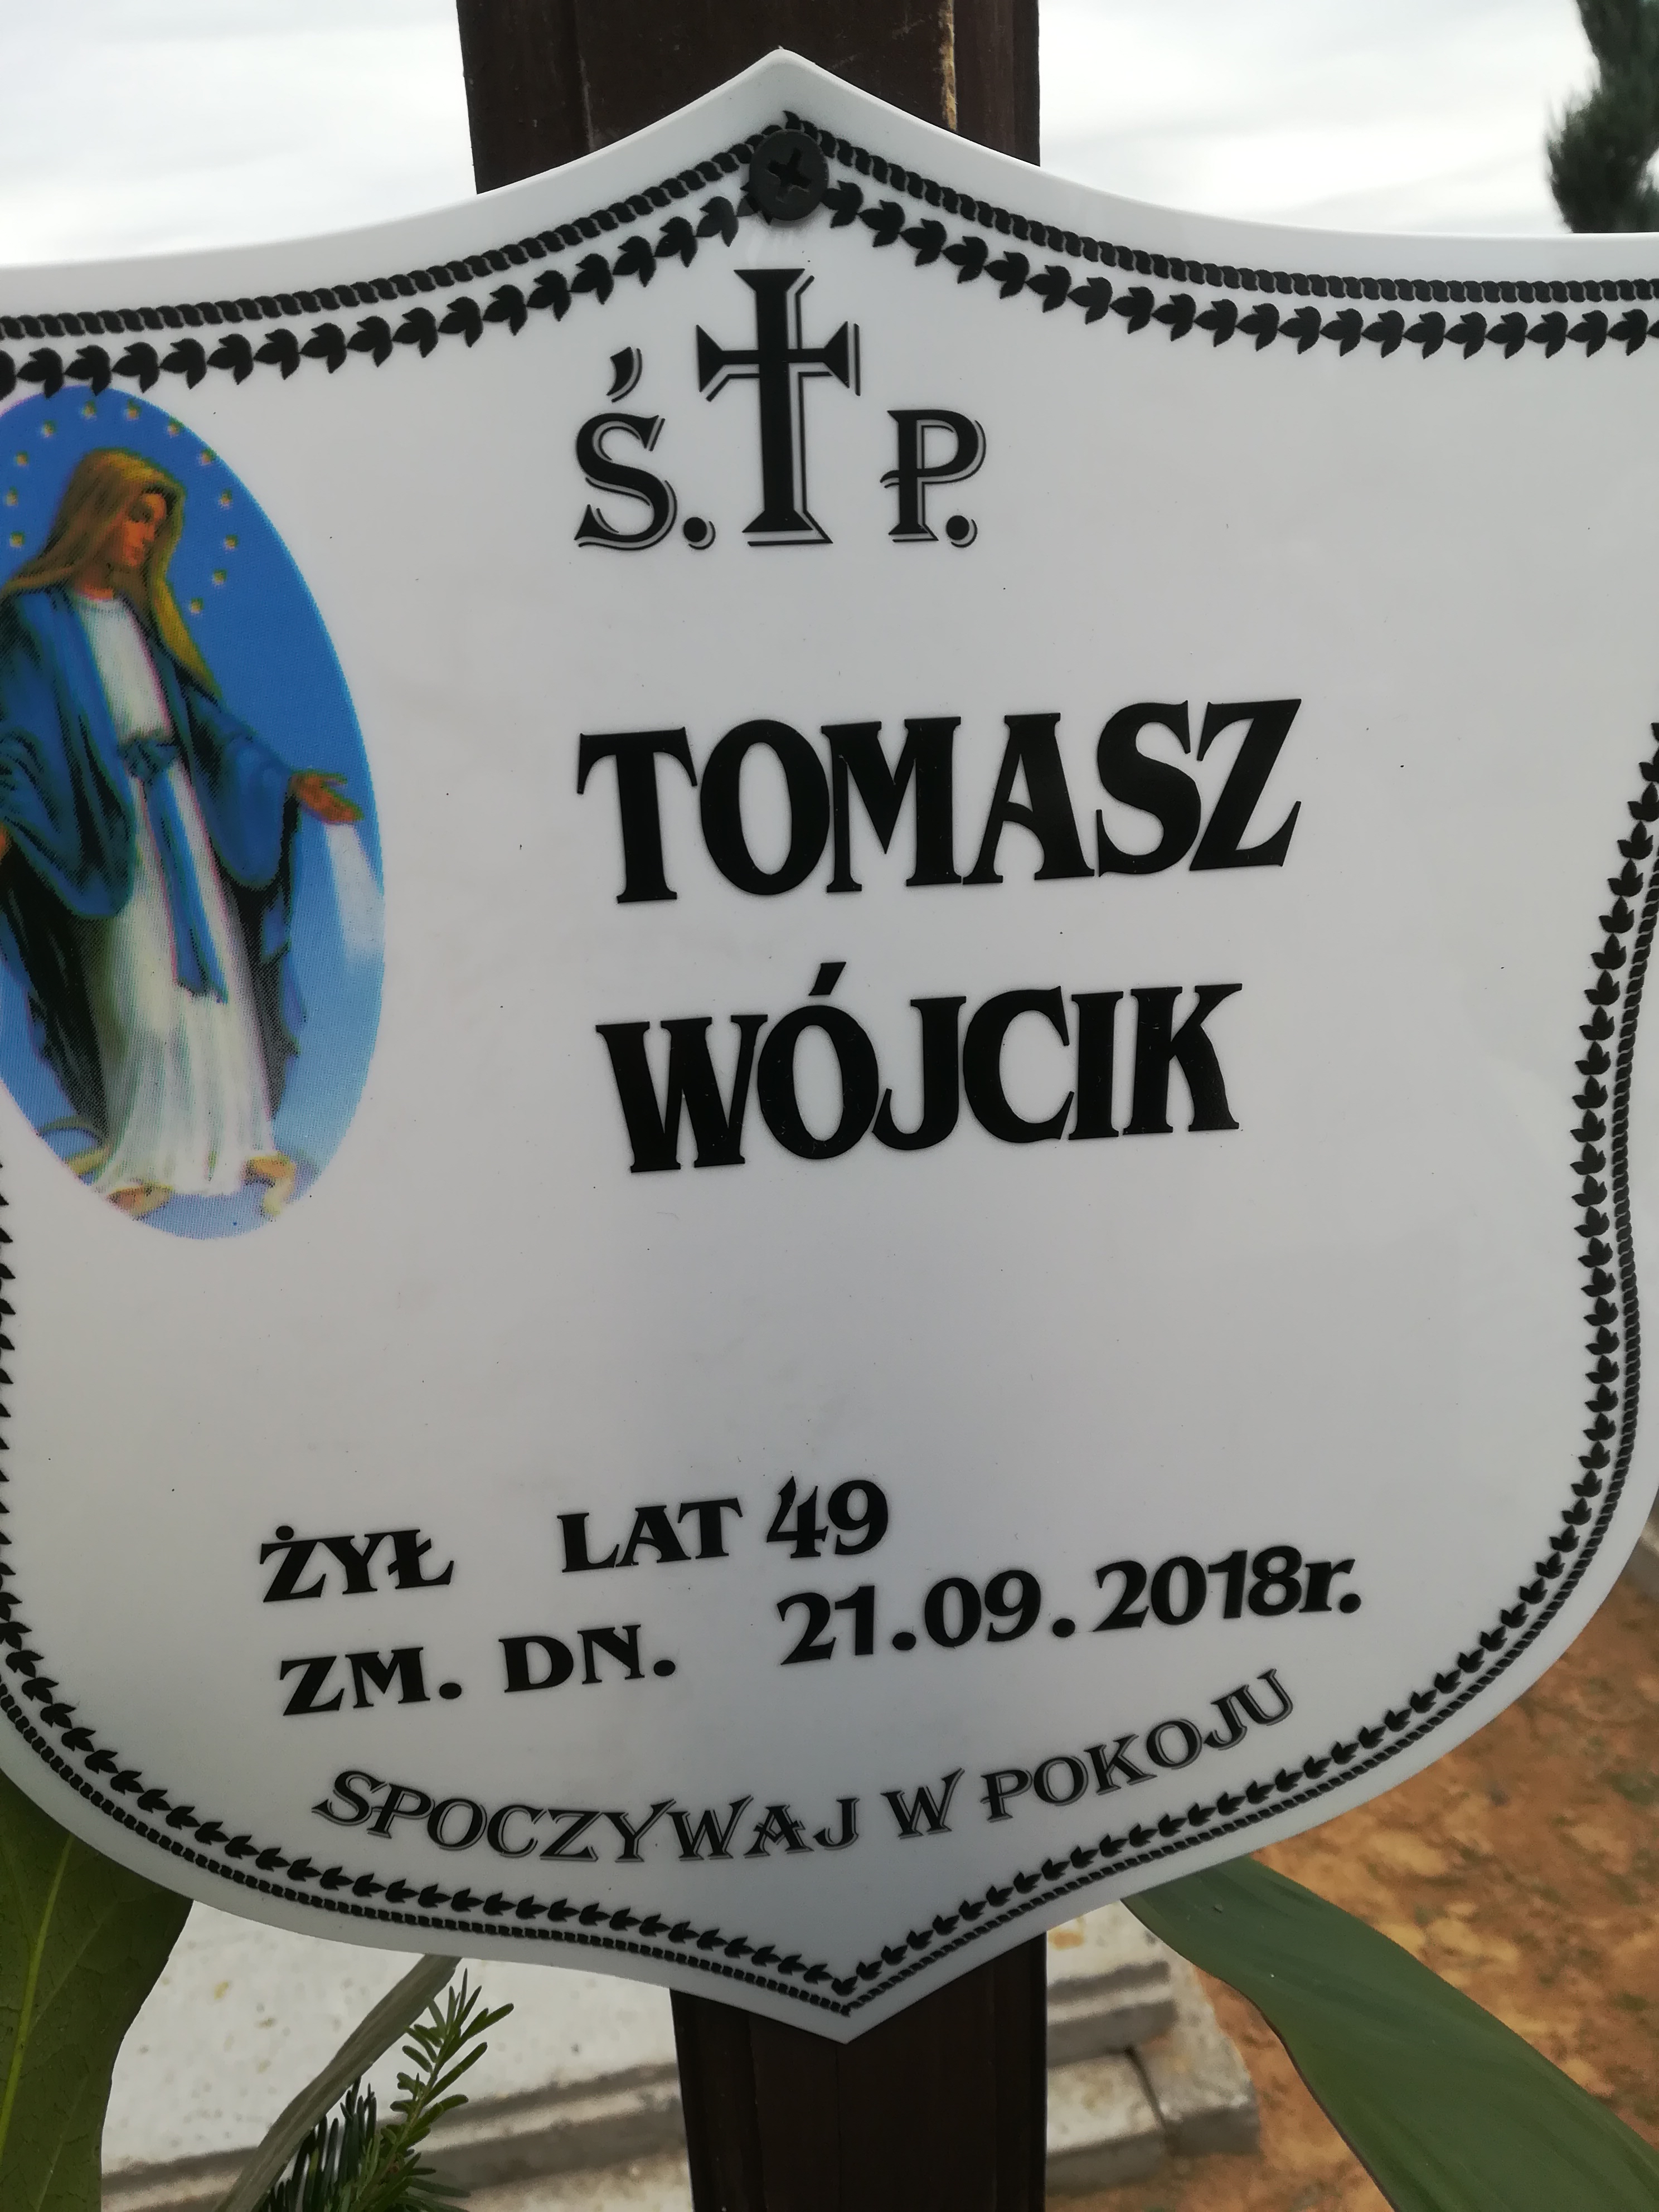 Ś. P.
TOMASZ
WÓJCIK
ŻYŁ LAT 49
ZM. DN. 21.09.2018r.
SPOCZYWAJ W POKOJU